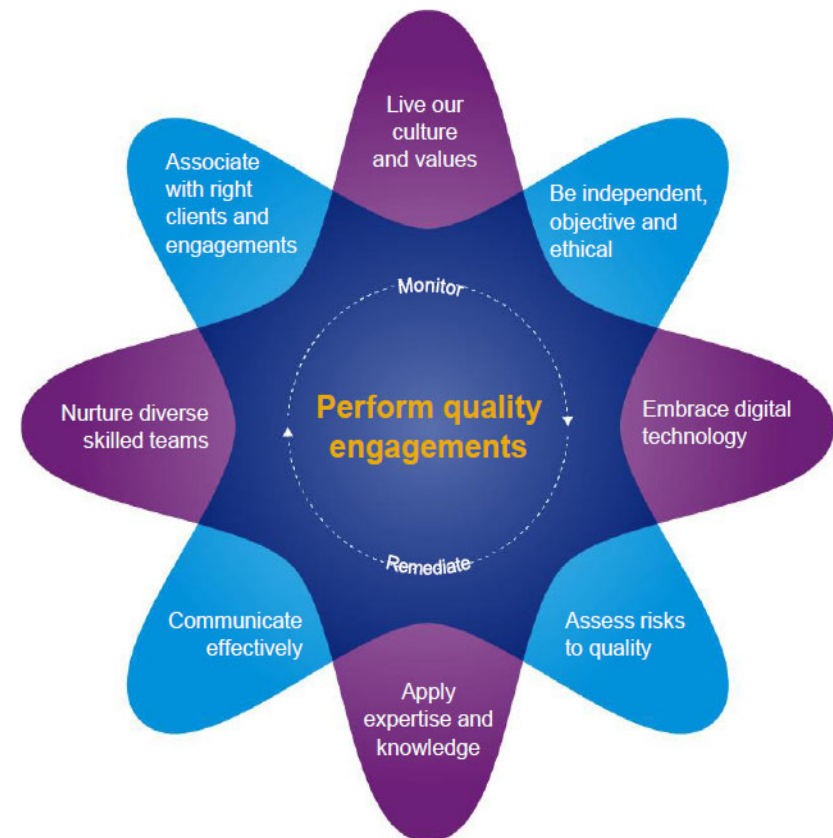 Live our
culture
and values
Associate
with right
clients and
engagements
Be independent,
objective and
ethical
Monitor
Nurture diverse
skilled teams
Perform quality
engagements
Embrace digital
technology
Remediate
Communicate
effectively
Assess risks
to quality
Apply
expertise and
knowledge